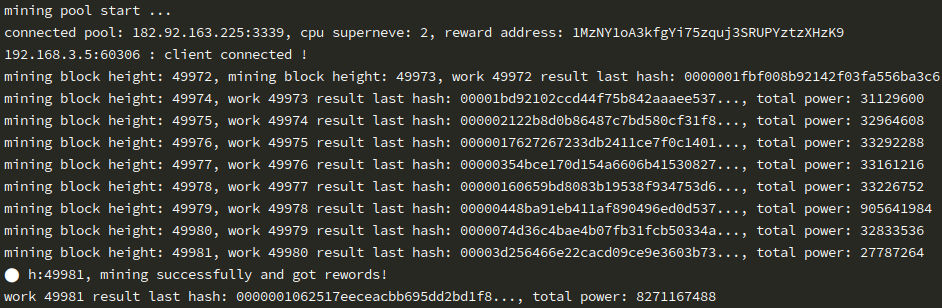 mining pool start ...
connected pool: 182.92.163.225:3339, cpu superneve: 2, reward address: 1MzNY1oA3kfgYi75zquj3SRUPYztzXHzK9
192.168.3.5:60306 : client connected !
mining block height: 49972, mining block height: 49973, work 49972 result last hash: 0000001fbf008b92142f03fa556ba3c6
mining block height: 49974, work 49973 result last hash: 00001bd92102ccd44f75b842aaaee537..., total power: 31129600
mining block height: 49975, work 49974 result last hash: 000002122b8d0b86487c7bd580cf31f8..., total power: 32964608
mining block height: 49976, work 49975 result last hash: 0000017627267233db2411ce7f0c1401..., total power: 33292288
mining block height: 49977, work 49976 result last hash: 00000354bce170d154a6606b41530827..., total power: 33161216
mining block height: 49978, work 49977 result last hash: 00000160659bd8083b19538f934753d6..., total power: 33226752
mining block height: 49979, work 49978 result last hash: 00000448ba91eb411af890496ed0d537..., total power: 905641984
mining block height: 49980, work 49979 result last hash: 0000074d36c4bae4b07fb31fcb50334a..., total power: 32833536
mining block height: 49981, work 49980 result last hash: 00003d256466e22cacd09ce9e3603b73..., total power: 27787264
⬤ h:49981, mining successfully and got rewords!
work 49981 result last hash: 0000001062517eeceacbb695dd2bd1f8..., total power: 8271167488